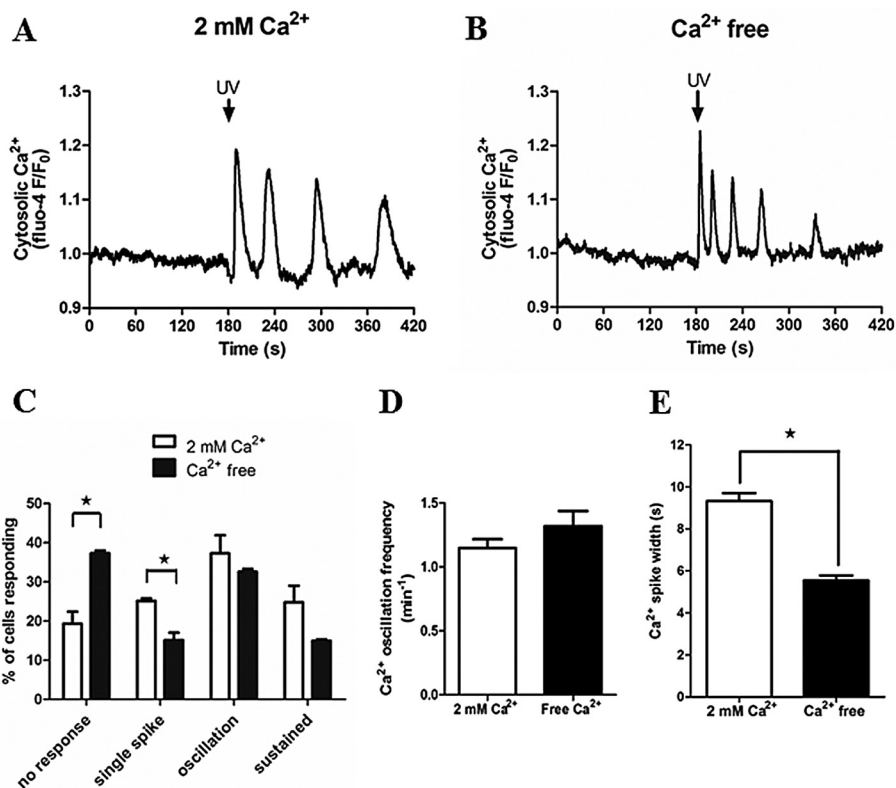 A
2 mM Ca²⁺
UV
1.3
1.2
1.1
1.0
0.9
Cytosolic Ca²⁺
(fluo-4 F/F₀)
0 60 120 180 240 300 360 420
Time (s)
B
Ca²⁺ free
UV
1.3
1.2
1.1
1.0
0.9
Cytosolic Ca²⁺
(fluo-4 F/F₀)
0 60 120 180 240 300 360 420
Time (s)
C
2 mM Ca²⁺
Ca²⁺ free
50
40
30
20
10
0
% of cells responding
★
★
no response
single spike
oscillation
sustained
D
1.5
1.0
0.5
0.0
Ca²⁺ oscillation frequency
(min⁻¹)
2 mM Ca²⁺ Free Ca²⁺
E
★
12
10
8
6
4
2
0
Ca²⁺ spike width (s)
2 mM Ca²⁺ Ca²⁺ free